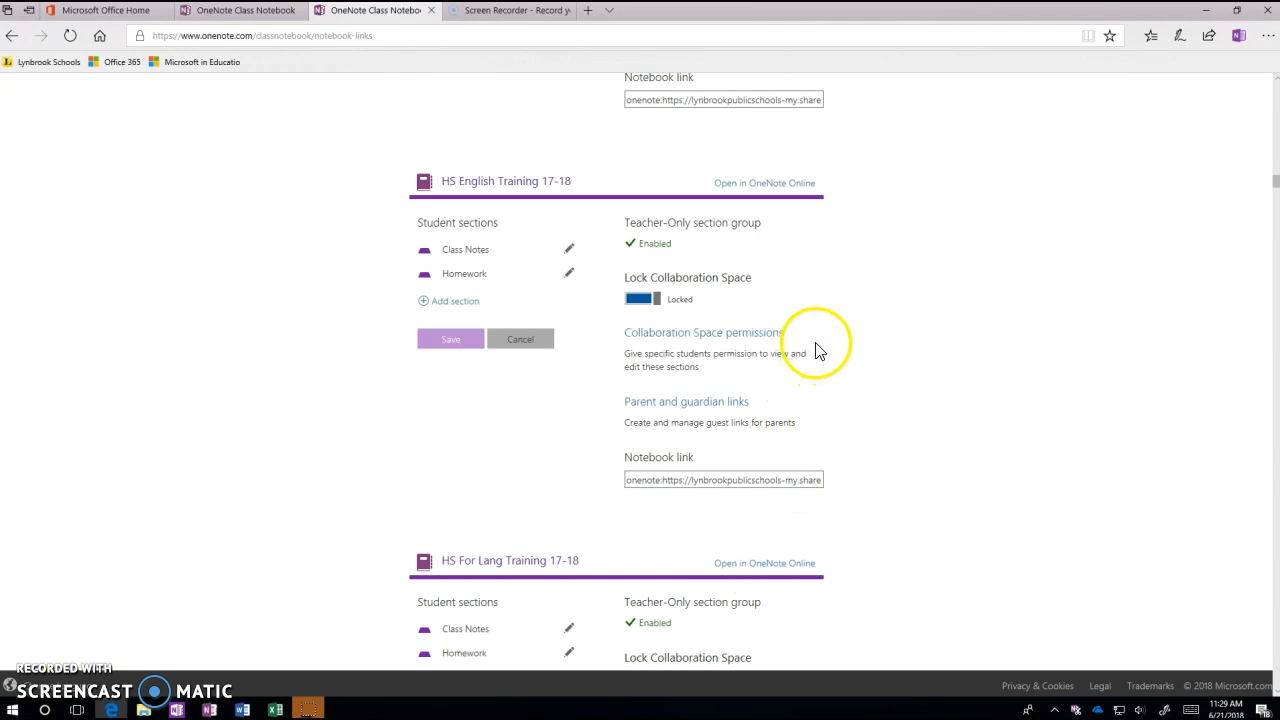 Microsoft Office Home
OneNote Class Notebook
OneNote Class Notebo
Screen Recorder - Record y
https://www.onenote.com/classnotebook/notebook-links
Lynbrook Schools
Office 365
Microsoft in Educatio
Notebook link
onenote:https://lynbrookpublicschools-my.share
HS English Training 17-18
Open in OneNote Online
Student sections
Teacher-Only section group
Class Notes
Enabled
Homework
Lock Collaboration Space
Add section
Locked
Save
Cancel
Collaboration Space permissions
Give specific students permission to view and
edit these sections
Parent and guardian links
Create and manage guest links for parents
Notebook link
onenote:https://lynbrookpublicschools-my.share
HS For Lang Training 17-18
Open in OneNote Online
Student sections
Teacher-Only section group
Class Notes
Enabled
Homework
Lock Collaboration Space
RECORDED WITH
SCREENCAST MATIC
Privacy & Cookies
Legal
Trademarks
© 2018 Microsoft.com
11:29 AM
6/21/2018